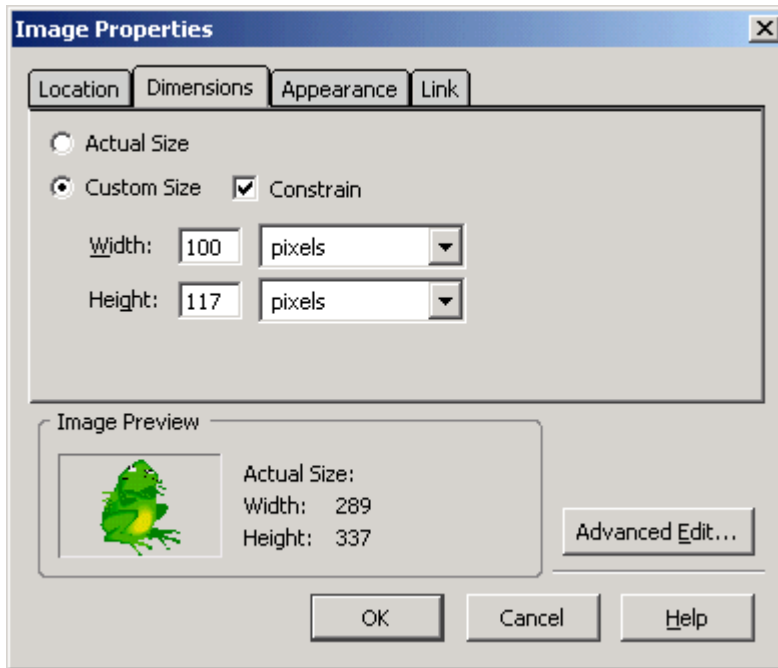 Image Properties
Location Dimensions Appearance Link
Actual Size
Custom Size Constrain
Width: 100 pixels
Height: 117 pixels
Image Preview
Actual Size:
Width: 289
Height: 337
Advanced Edit...
OK Cancel Help